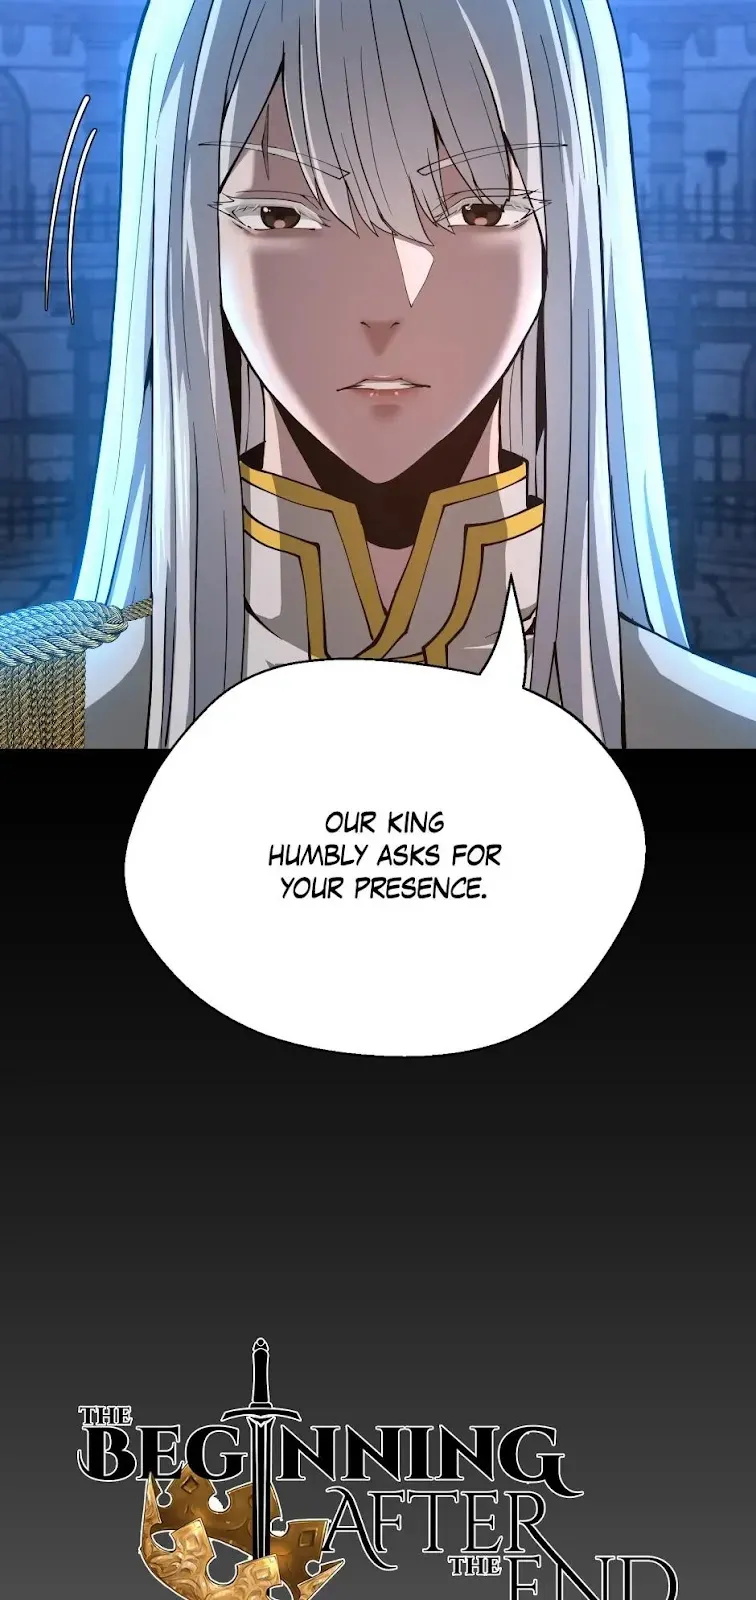 OUR KING
HUMBLY ASKS FOR
YOUR PRESENCE.
THE
BEGINNING
AFTER
THE END